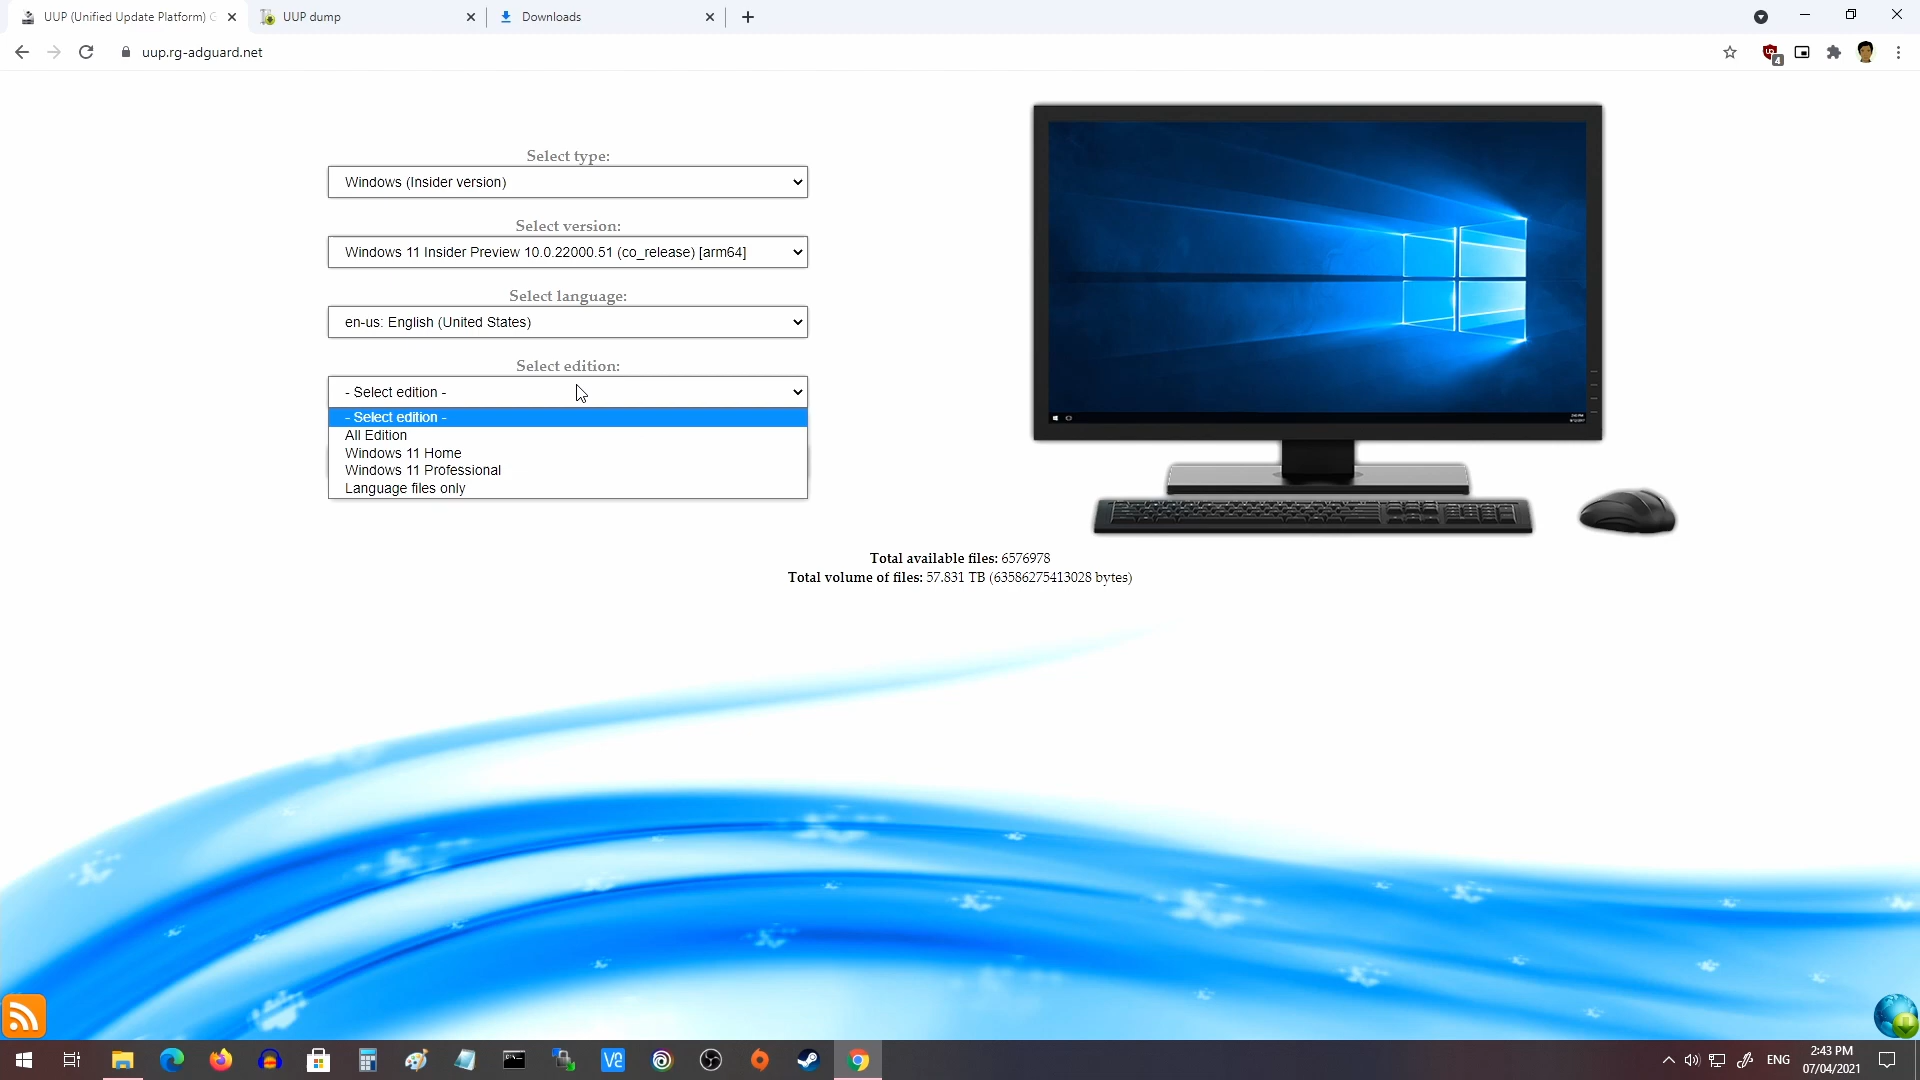 UUP (Unified Update Platform) G
UUP dump
Downloads
uup.rg-adguard.net
4
Select type:
Windows (Insider version)
Select version:
Windows 11 Insider Preview 10.0.22000.51 (co_release) [arm64]
Select language:
en-us: English (United States)
Select edition:
- Select edition -
- Select edition -
All Edition
Windows 11 Home
Windows 11 Professional
Language files only
Total available files: 6576978
Total volume of files: 57.831 TB (63586275413028 bytes)
ENG
2:43 PM
07/04/2021